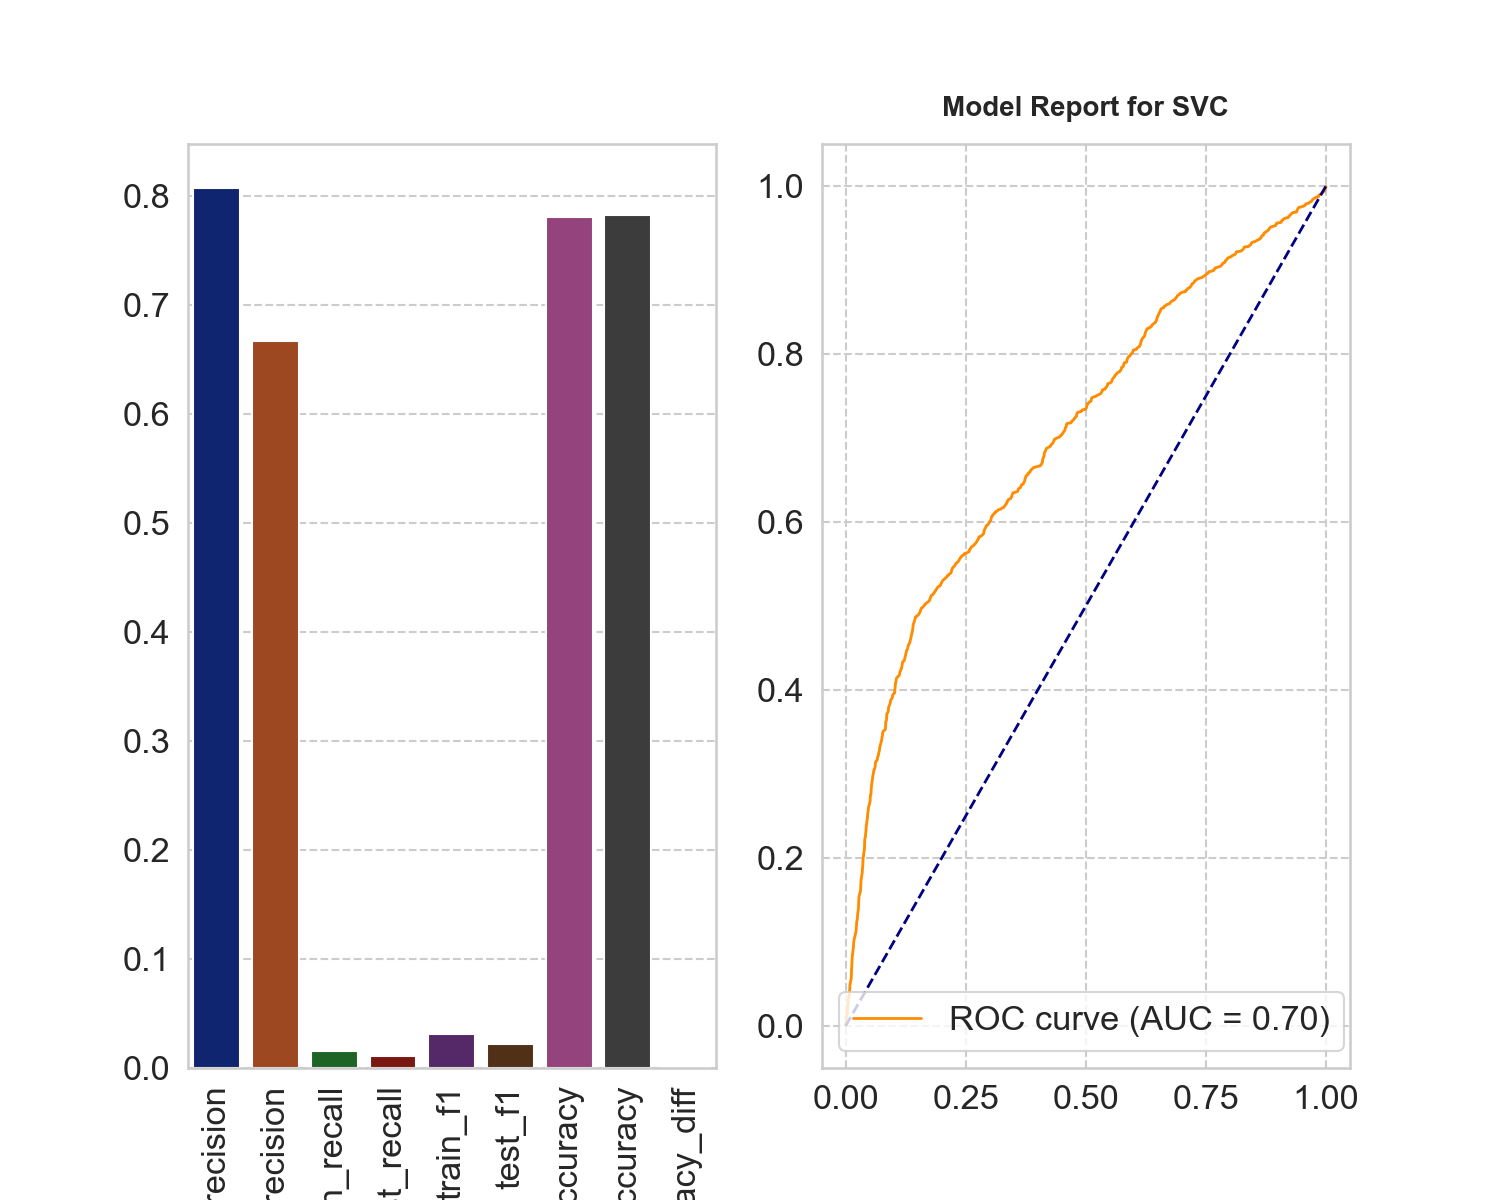 Model Report for SVC
0.8
0.7
0.6
0.5
0.4
0.3
0.2
0.1
0.0
recision
recision
n_recall
t_recall
train_f1
test_f1
ccuracy
ccuracy
acy_diff
1.0
0.8
0.6
0.4
0.2
0.0
ROC curve (AUC = 0.70)
0.00 0.25 0.50 0.75 1.00